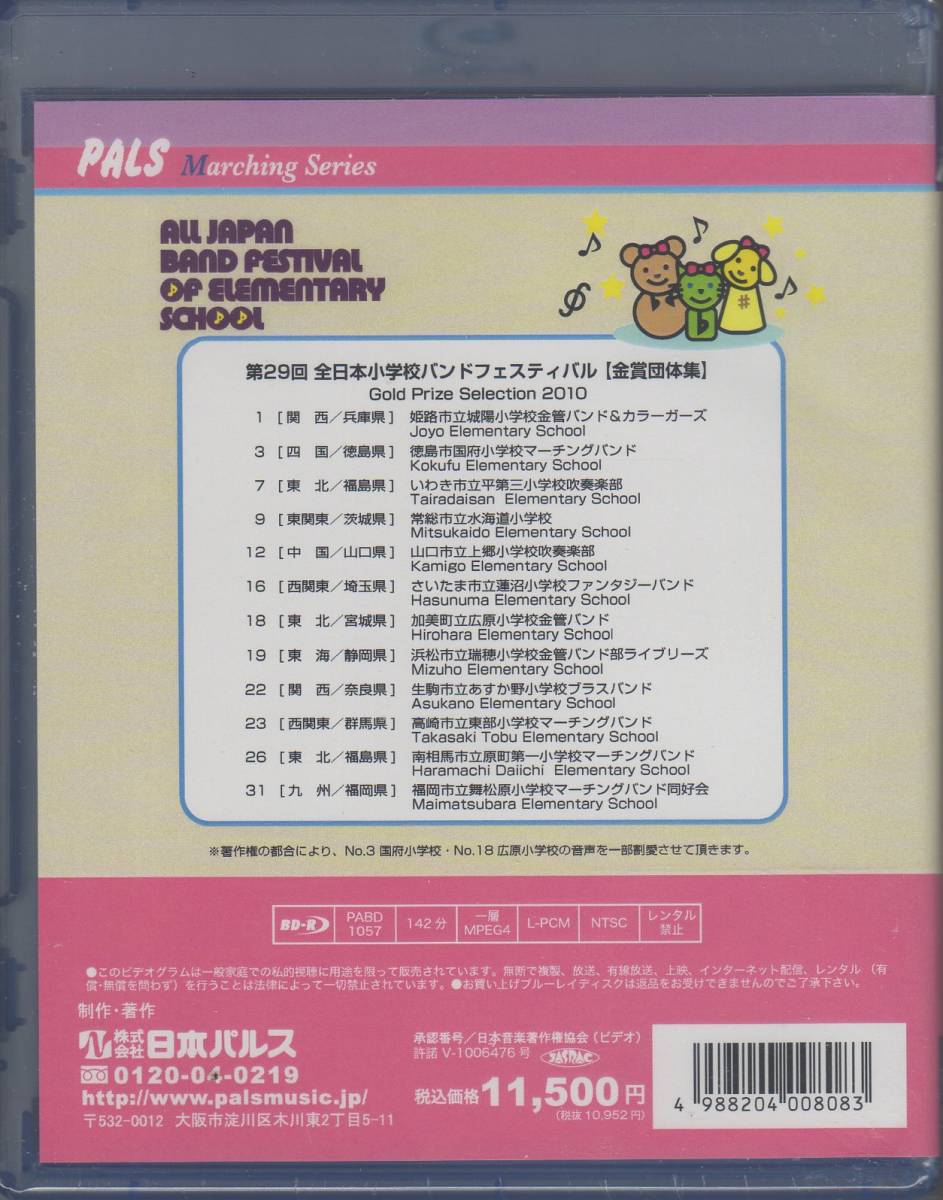 PALS Marching Series
ALL JAPAN
BAND FESTIVAL
OF ELEMENTARY
SCHOOL
第29回 全日本小学校バンドフェスティバル【金賞団体集】
Gold Prize Selection 2010
1 [関 西／兵庫県] 姫路市立城陽小学校金管バンド＆カラーガーズ
Joyo Elementary School
3 [四 国／徳島県] 徳島市国府小学校マーチングバンド
Kokufu Elementary School
7 [東 北／福島県] いわき市立平第三小学校吹奏楽部
Tairadaisan Elementary School
9 [東関東／茨城県] 常総市立水海道小学校
Mitsukaido Elementary School
12 [中 国／山口県] 山口市立上郷小学校吹奏楽部
Kamigo Elementary School
16 [西関東／埼玉県] さいたま市立蓮沼小学校ファンタジーバンド
Hasunuma Elementary School
18 [東 北／宮城県] 加美町立広原小学校金管バンド
Hirohara Elementary School
19 [東 海／静岡県] 浜松市立瑞穂小学校金管バンド部ライブリーズ
Mizuho Elementary School
22 [関 西／奈良県] 生駒市立あすか野小学校ブラスバンド
Asukano Elementary School
23 [西関東／群馬県] 高崎市立東部小学校マーチングバンド
Takasaki Tobu Elementary School
26 [東 北／福島県] 南相馬市立原町第一小学校マーチングバンド
Haramachi Daiichi Elementary School
31 [九 州／福岡県] 福岡市立舞松原小学校マーチングバンド同好会
Maimatsubara Elementary School
※著作権の都合により、No.3 国府小学校・No.18 広原小学校の音声を一部割愛させて頂きます。
BD-R PABD 1057 142分 一層 MPEG4 L-PCM NTSC レンタル 禁止
●このビデオグラムは一般家庭での私的視聴に用途を限って販売されています。無断で複製、放送、有線放送、上映、インターネット配信、レンタル（有
償・無償を問わず）を行うことは法律によって一切禁止されています。●お買い上げブルーレイディスクは返品をお受けできませんのでご了承下さい。
制作・著作
株式会社日本パルス
0120-04-0219
http://www.palsmusic.jp/
〒532-0012 大阪市淀川区木川東2丁目5-11
承認番号／日本音楽著作権協会（ビデオ）
許諾 V-1006476 号 JASRAC
税込価格11,500円
(税抜 10,952円)
4 988204 008083